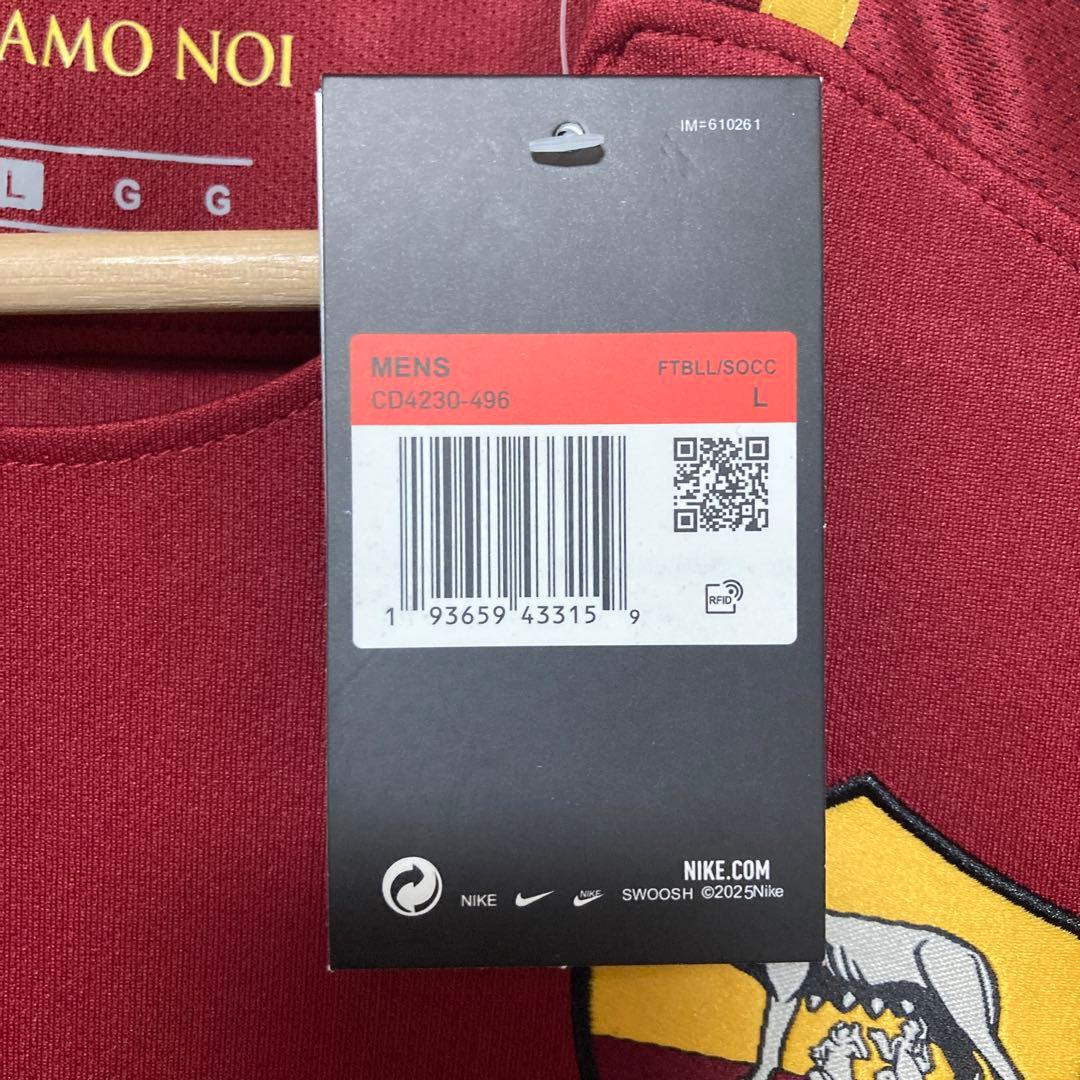 AMO NOI
L G G
IM=610261
MENS FTBLL/SOCC
CD4230-496 L
1 93659 43315 9
RFID
NIKE.COM
NIKE NIKE SWOOSH ©2025Nike